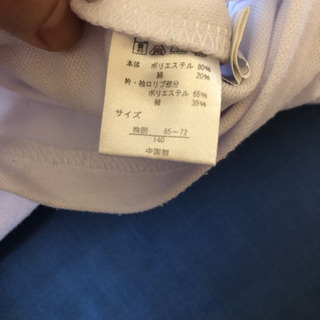 本体 ポリエステル 80%
綿 20%
衿・袖口リブ部分
ポリエステル 65%
綿 35%
サイズ
胸囲 65～72
140
中国製